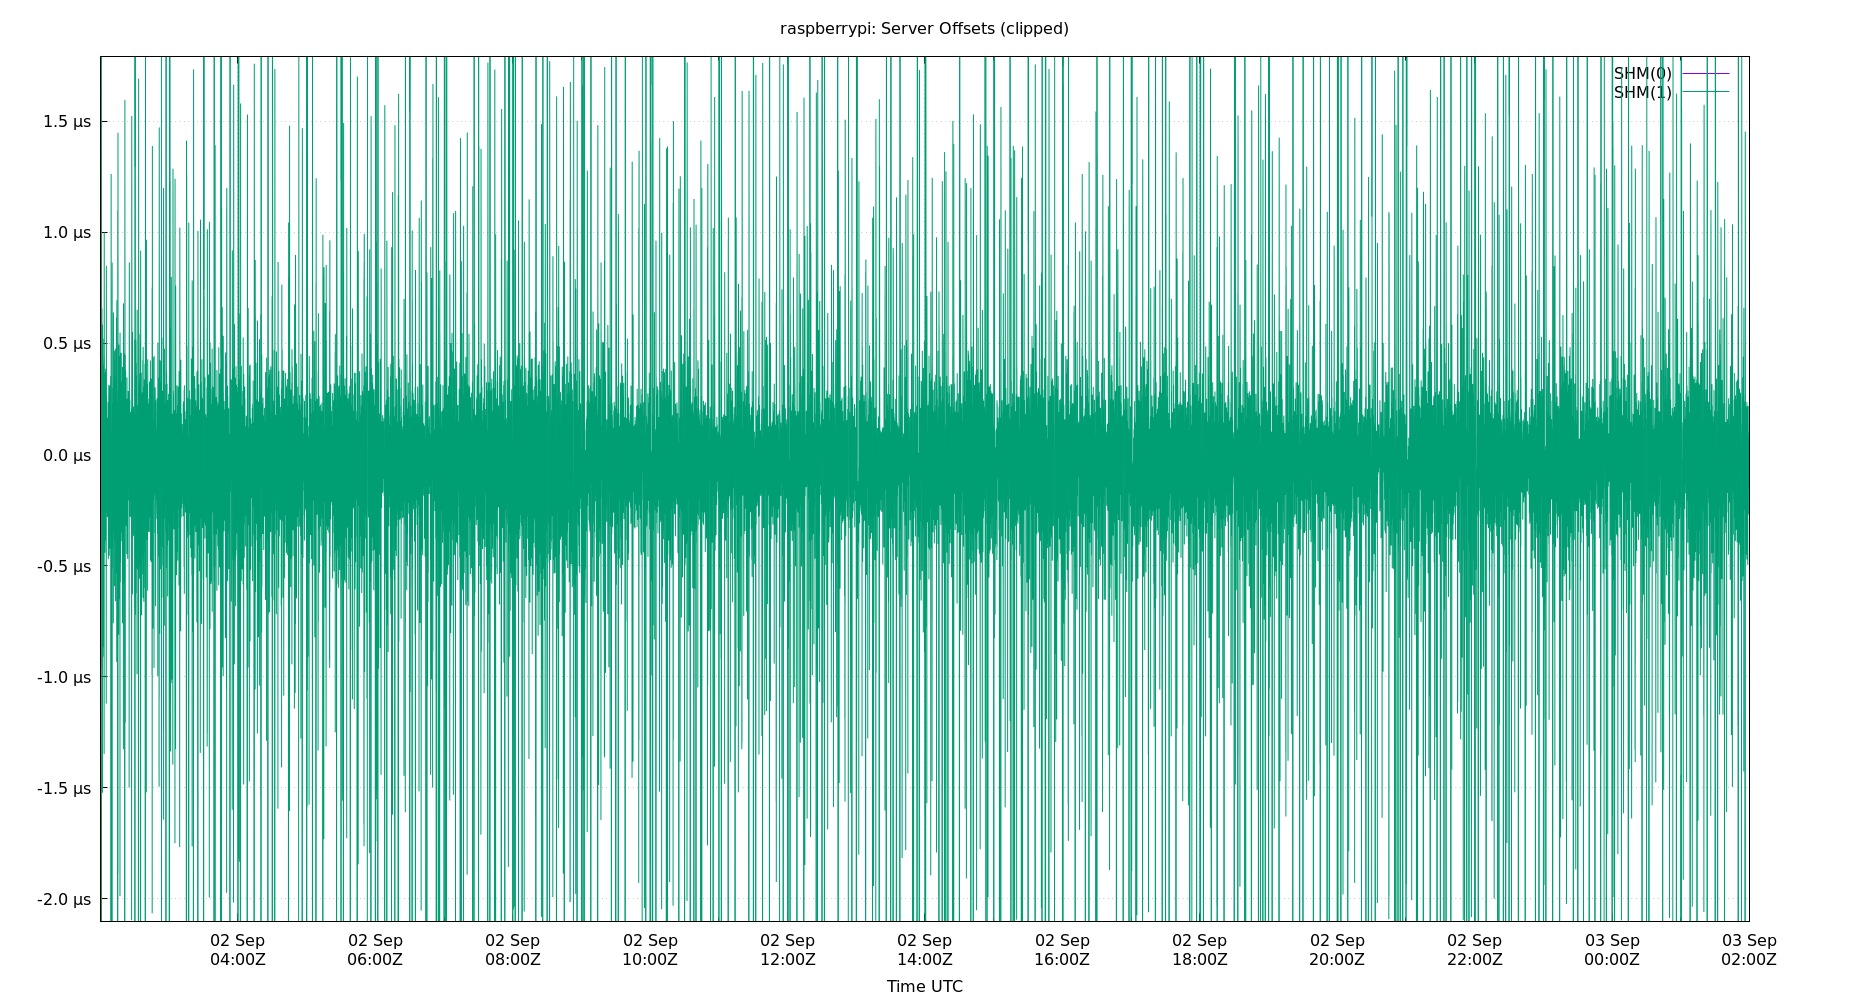 raspberrypi: Server Offsets (clipped)
SHM(0)
SHM(1)
1.5 µs
1.0 µs
0.5 µs
0.0 µs
-0.5 µs
-1.0 µs
-1.5 µs
-2.0 µs
02 Sep 02 Sep 02 Sep 02 Sep 02 Sep 02 Sep 02 Sep 02 Sep 02 Sep 02 Sep 03 Sep 03 Sep
04:00Z 06:00Z 08:00Z 10:00Z 12:00Z 14:00Z 16:00Z 18:00Z 20:00Z 22:00Z 00:00Z 02:00Z
Time UTC